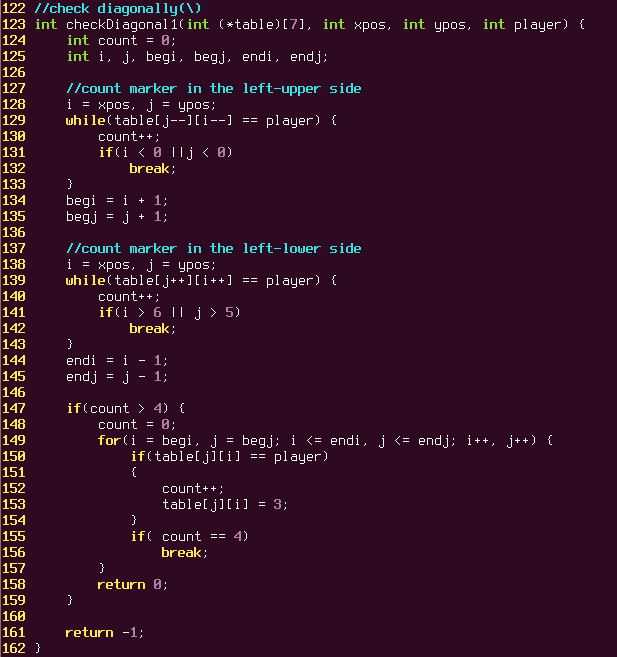 122 //check diagonally(\)
123 int checkDiagonal1(int (*table)[7], int xpos, int ypos, int player) {
124     int count = 0;
125     int i, j, begi, begj, endi, endj;
126
127     //count marker in the left-upper side
128     i = xpos, j = ypos;
129     while(table[j--][i--] == player) {
130         count++;
131         if(i < 0 ||j < 0)
132             break;
133     }
134     begi = i + 1;
135     begj = j + 1;
136
137     //count marker in the left-lower side
138     i = xpos, j = ypos;
139     while(table[j++][i++] == player) {
140         count++;
141         if(i > 6 || j > 5)
142             break;
143     }
144     endi = i - 1;
145     endj = j - 1;
146
147     if(count > 4) {
148         count = 0;
149         for(i = begi, j = begj; i <= endi, j <= endj; i++, j++) {
150             if(table[j][i] == player)
151             {
152                 count++;
153                 table[j][i] = 3;
154             }
155             if( count == 4)
156                 break;
157         }
158         return 0;
159     }
160
161     return -1;
162 }